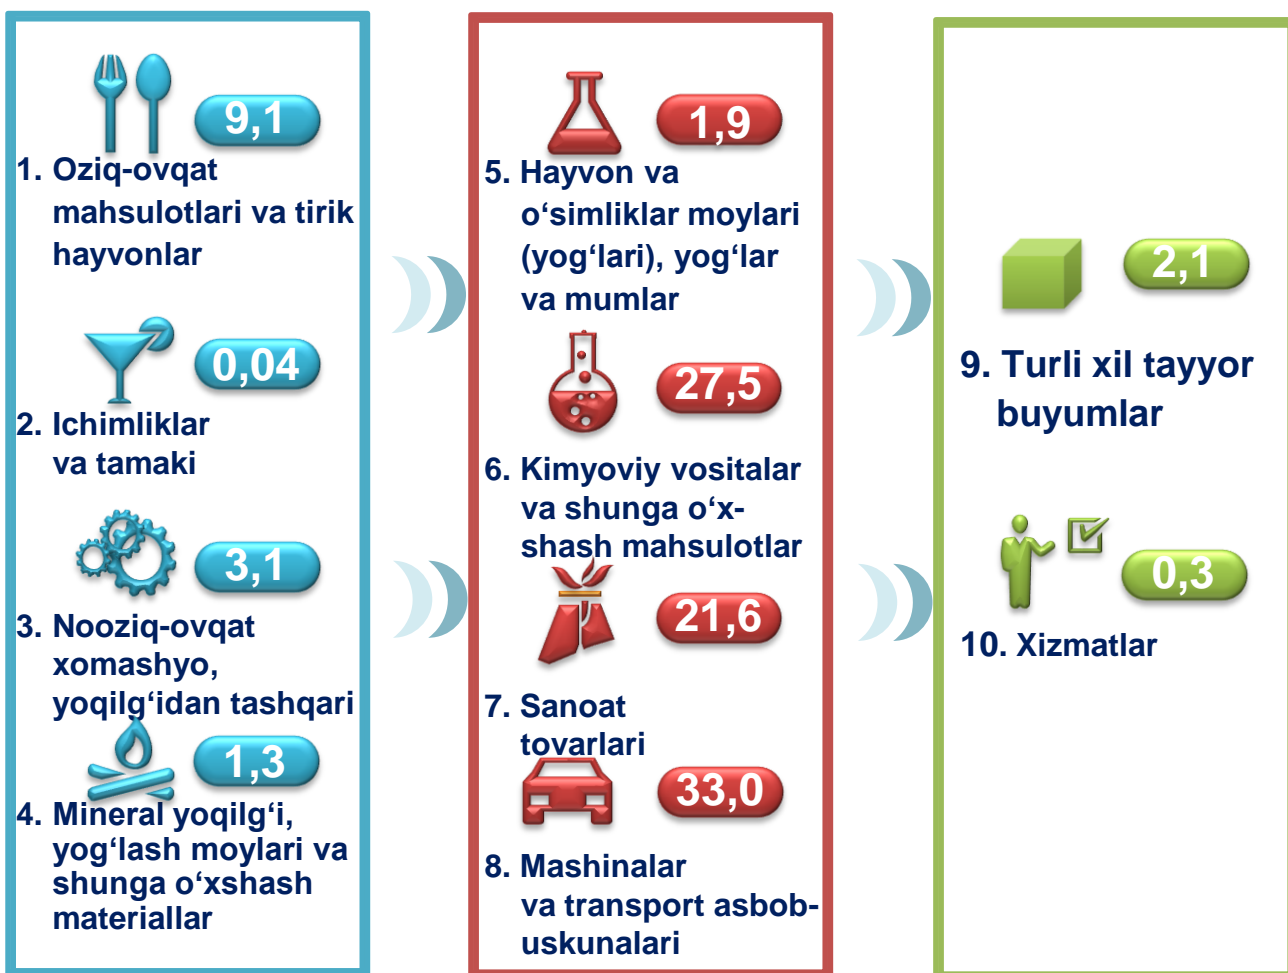 9,1
1. Oziq-ovqat
mahsulotlari va tirik
hayvonlar
0,04
2. Ichimliklar
va tamaki
3,1
3. Nooziq-ovqat
xomashyo,
yoqilg‘idan tashqari
1,3
4. Mineral yoqilg‘i,
yog‘lash moylari va
shunga o‘xshash
materiallar
1,9
5. Hayvon va
o‘simliklar moylari
(yog‘lari), yog‘lar
va mumlar
27,5
6. Kimyoviy vositalar
va shunga o‘x-
shash mahsulotlar
21,6
7. Sanoat
tovarlari
33,0
8. Mashinalar
va transport asbob-
uskunalari
2,1
9. Turli xil tayyor
buyumlar
0,3
10. Xizmatlar